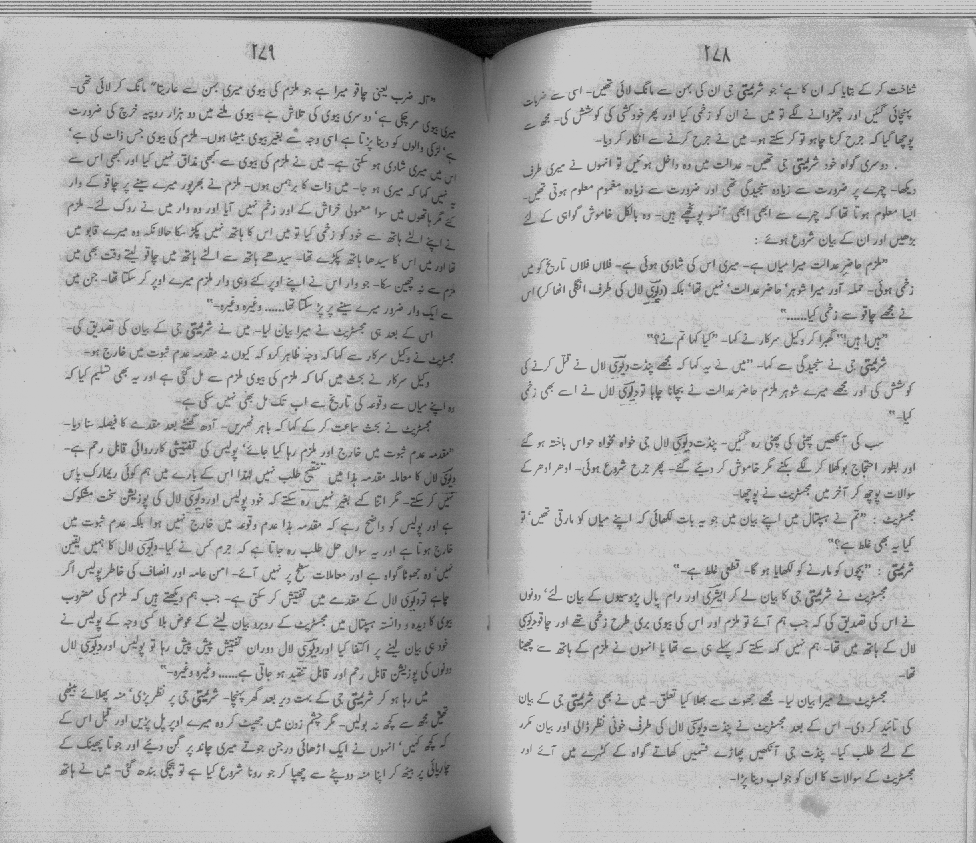 ۲۷۸
شناخت کر کے بتایا کہ ان کا ہے‘ جو شریمتی جی ان کی بہن سے مانگ لائی تھیں۔ اسی سے ضربات
پہنچائی گئیں اور چھڑوانے لگے تو میں نے ان کو زخمی کیا اور پھر خودکشی کی کوشش کی۔ مجھ سے
پوچھا گیا کہ جرح کرنا چاہو تو کر سکتے ہو۔ میں نے جرح کرنے سے انکار کر دیا۔
دوسری گواہ خود شریمتی جی تھیں۔ عدالت میں وہ داخل ہوئیں تو انہوں نے میری طرف
دیکھا۔ چہرے پر ضرورت سے زیادہ سنجیدگی تھی اور ضرورت سے زیادہ مغموم معلوم ہوتی تھیں۔
ایسا معلوم ہوتا تھا کہ چہرے سے ابھی ابھی آنسو پونچھے ہیں۔ وہ بالکل خاموش گواہی کے لئے
بڑھیں اور ان کے بیان شروع ہوئے :
”ملزم حاضر عدالت میرا میاں ہے۔ میری اس کی شادی ہوئی ہے۔ فلاں فلاں تاریخ کو میں
زخمی ہوئی۔ حملہ آور میرا شوہر‘ حاضر عدالت‘ نہیں تھا‘ بلکہ (دلوی لال کی طرف انگلی اٹھا کر) اس
نے مجھے چاقو سے زخمی کیا......“
”ہیں! ہیں!“ گھبرا کر وکیل سرکار نے کہا۔ ”کیا کہا تم نے؟“
شریمتی جی نے سنجیدگی سے کہا۔ ”میں نے یہ کہا کہ مجھے پنڈت دلوی لال نے قتل کرنے کی
کوشش کی اور مجھے میرے شوہر ملزم حاضر عدالت نے بچانا چاہا تو دلوی لال نے اسے بھی زخمی
کیا۔“
سب کی آنکھیں پھٹی کی پھٹی رہ گئیں۔ پنڈت دلوی لال جی خواہ مخواہ حواس باختہ ہو گئے
اور بطور احتجاج بوکھلا کر لگے بکنے مگر خاموش کر دیئے گئے۔ پھر جرح شروع ہوئی۔ ادھر ادھر کے
سوالات پوچھ کر آخر میں مجسٹریٹ نے پوچھا۔
مجسٹریٹ : ”تم نے ہسپتال میں اپنے بیان میں جو یہ بات لکھائی کہ اپنے میاں کو مارتی تھیں‘ تو
کیا یہ بھی غلط ہے؟“
شریمتی : ”بچوں کو مارنے کو لکھایا ہو گا۔ قطعی غلط ہے۔“
مجسٹریٹ نے شریمتی جی کا بیان لے کر ایشری اور رام پال پڑوسیوں کے بیان لئے‘ دونوں
نے اس کی تصدیق کی کہ جب ہم آئے تو ملزم اور اس کی بیوی بری طرح زخمی تھے اور چاقو دلوی
لال کے ہاتھ میں تھا۔ ہم نہیں کہہ سکتے کہ پہلے ہی سے تھا یا انہوں نے ملزم کے ہاتھ سے چھینا
تھا۔
مجسٹریٹ نے میرا بیان لیا۔ مجھے جھوٹ سے بھلا کیا تعلق۔ میں نے بھی شریمتی جی کے بیان
کی تائید کر دی۔ اس کے بعد مجسٹریٹ نے پنڈت دلوی لال کی طرف خونی نظر ڈالی اور بیان مکرر
کے لئے طلب کیا۔ پنڈت جی آنکھیں پھاڑے قسمیں کھاتے گواہ کے کٹہرے میں آئے اور
مجسٹریٹ کے سوالات کا ان کو جواب دینا پڑا۔
۲۷۹
”آلہ ضرب یعنی چاقو میرا ہے جو ملزم کی بیوی میری بہن سے عاریتا“ مانگ کر لائی تھی۔
میری بیوی مر چکی ہے‘ دوسری بیوی کی تلاش ہے۔ بیوی ملنے میں دو ہزار روپیہ خرچ کی ضرورت
ہے‘ لڑکی والوں کو دینا پڑتا ہے اسی وجہ سے بغیر بیوی بیٹھا ہوں۔ ملزم کی بیوی جس ذات کی ہے‘
اس میں میری شادی ہو سکتی ہے۔ میں نے ملزم کی بیوی سے کبھی مذاق نہیں کیا اور کبھی اس سے
یہ نہیں کہا کہ میری ہو جا۔ میں ذات کا برہمن ہوں۔ ملزم نے بھرپور میرے سینے پر چاقو کے وار
کئے مگر ہاتھوں میں سوا معمولی خراش کے اور زخم نہیں آیا اور وہ وار میں نے روک لئے۔ ملزم
نے اپنے الٹے ہاتھ سے خود کو زخمی کیا تو میں اس کا ہاتھ نہیں پکڑ سکا حالانکہ وہ میرے قابو میں
تھا اور میں اس کا سیدھا ہاتھ پکڑے تھا۔ سیدھے ہاتھ سے الٹے ہاتھ میں چاقو لیتے وقت بھی میں
ملزم سے نہ چھین سکا۔ جو وار اس نے اپنے اوپر کئے وہی وار ملزم میرے اوپر کر سکتا تھا۔ جن میں
سے ایک وار ضرور میرے سینے پر پڑ سکتا تھا...... وغیرہ وغیرہ۔“
اس کے بعد ہی مجسٹریٹ نے میرا بیان لیا۔ میں نے شریمتی جی کے بیان کی تصدیق کی۔
مجسٹریٹ نے وکیل سرکار سے کہا کہ وجہ ظاہر کرو کہ کیوں نہ مقدمہ عدم ثبوت میں خارج ہو۔
وکیل سرکار نے بحث میں کہا کہ ملزم کی بیوی ملزم سے مل گئی ہے اور یہ بھی تسلیم کیا کہ
وہ اپنے میاں سے وقوعہ کی تاریخ سے اب تک مل بھی نہیں سکی ہے۔
مجسٹریٹ نے بحث سماعت کر کے کہا کہ باہر ٹھہریں۔ آدھ گھنٹے بعد مقدمے کا فیصلہ سنا دیا۔
”مقدمہ عدم ثبوت میں خارج اور ملزم رہا کیا جائے‘ پولیس کی تفتیشی کارروائی قابل رحم ہے۔
دلوی لال کا معاملہ مقدمہ ہذا میں تنقیح طلب نہیں لہٰذا اس کے بارے میں ہم کوئی ریمارک پاس
نہیں کر سکتے۔ مگر اتنا کہے بغیر نہیں رہ سکتے کہ خود پولیس اور دلوی لال کی پوزیشن سخت مشکوک
ہے اور پولیس کو واضح رہے کہ مقدمہ ہذا عدم وقوعہ میں خارج نہیں ہوا بلکہ عدم ثبوت میں
خارج ہوتا ہے اور یہ سوال حل طلب رہ جاتا ہے کہ جرم کس نے کیا۔ دلوی لال کا ہمیں یقین
نہیں‘ وہ جھوٹا گواہ ہے اور معاملات سطح پر نہیں آئے۔ امن عامہ اور انصاف کی خاطر پولیس اگر
چاہے تو دلوی لال کے مقدمے میں تفتیش کر سکتی ہے۔ جب ہم دیکھتے ہیں کہ ملزم کی مضروب
بیوی کا دیدہ و دانستہ ہسپتال میں مجسٹریٹ کے روبرو بیان لینے کے عوض بلا کسی وجہ کے پولیس نے
خود ہی بیان لینے پر اکتفا کیا اور دلوی لال دوران تفتیش پیش پیش رہا تو پولیس اور دلوی لال
دونوں کی پوزیشن قابل رحم اور قابل تنقید ہو جاتی ہے...... وغیرہ وغیرہ۔“
میں رہا ہو کر شریمتی جی کے بہت دیر بعد گھر پہنچا۔ شریمتی جی پر نظر پڑی‘ منہ پھلائے بیٹھی
تھیں مجھ سے کچھ نہ بولیں۔ مگر چشم زدن میں جھپٹ کر وہ میرے اوپر پل پڑیں اور قبل اس کے
کہ کچھ کہیں‘ انہوں نے ایک اڑھائی درجن جوتے میری چاند پر گن دیئے اور جوتا پھینک کے
چارپائی پر بیٹھ کر اپنا منہ دوپٹے سے چھپا کر جو رونا شروع کیا ہے تو ہچکی بندھ گئی۔ میں نے ہاتھ